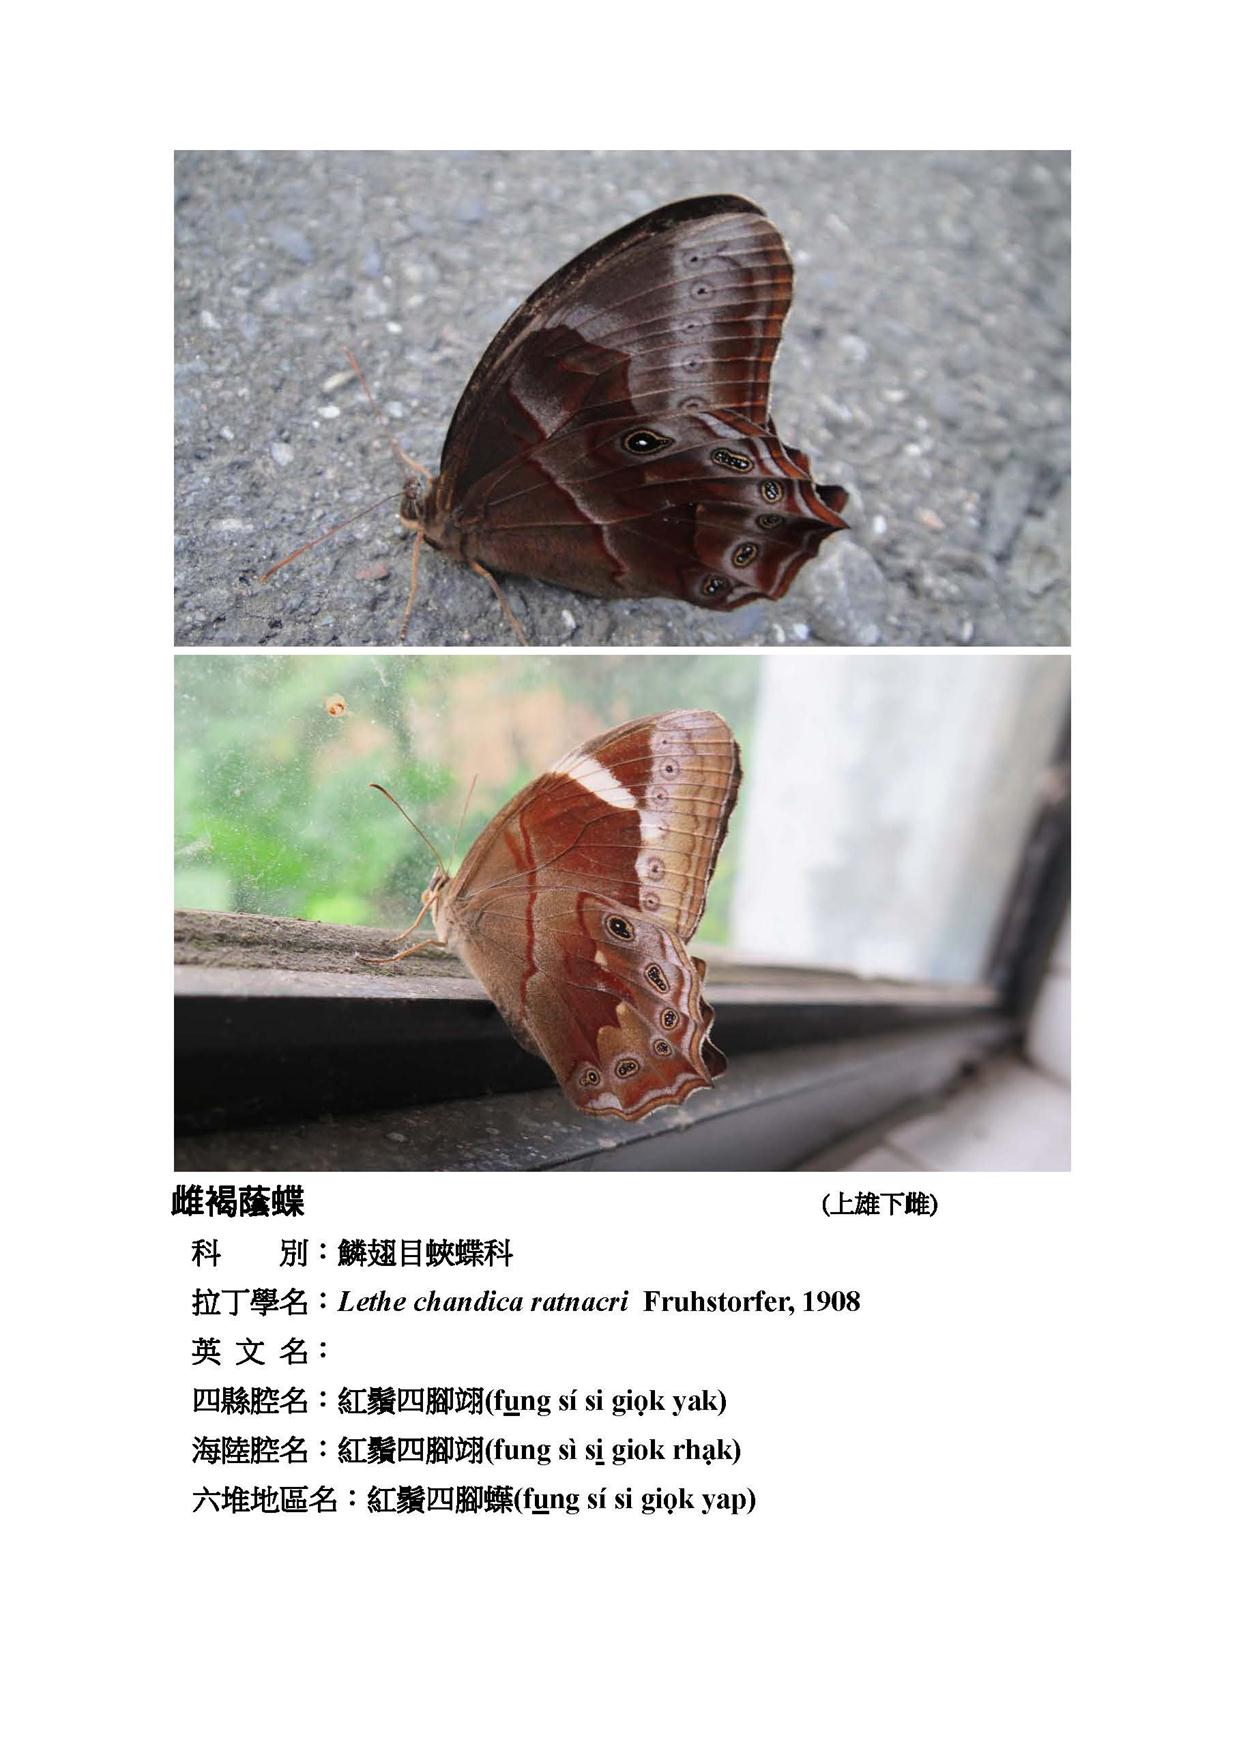 雌褐蔭蝶 (上雄下雌)
科　　別：鱗翅目蛺蝶科
拉丁學名：Lethe chandica ratnacri Fruhstorfer, 1908
英 文 名：
四縣腔名：紅鬚四腳翊(fu̲ng sí si giọk yak)
海陸腔名：紅鬚四腳翊(fung sì si̲ giok rhạk)
六堆地區名：紅鬚四腳蝶(fu̲ng sí si giọk yap)